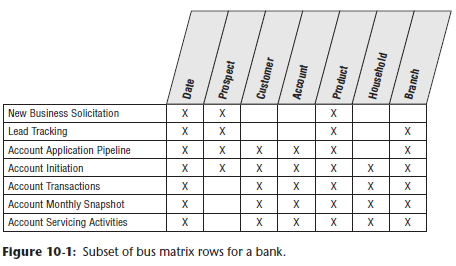 Date Prospect Customer Account Product Household Branch
New Business Solicitation X X X
Lead Tracking X X X X
Account Application Pipeline X X X X X X
Account Initiation X X X X X X X
Account Transactions X X X X X X
Account Monthly Snapshot X X X X X X
Account Servicing Activities X X X X X X
Figure 10-1: Subset of bus matrix rows for a bank.